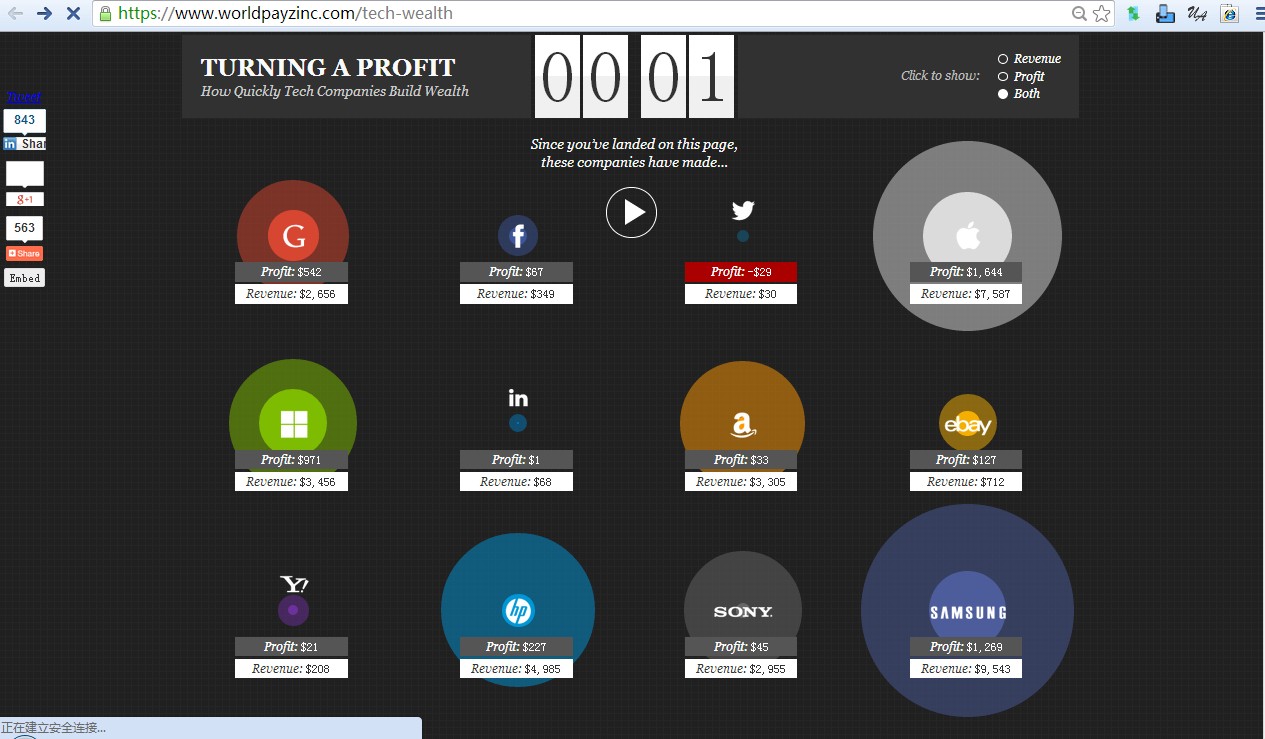 https://www.worldpayzinc.com/tech-wealth
TURNING A PROFIT
How Quickly Tech Companies Build Wealth
00 01
Click to show:
Revenue
Profit
Both
Tweet
843
in Shar
g+1
563
Share
Embed
Since you've landed on this page,
these companies have made...
G
f
Profit: $542
Profit: $67
Profit: -$29
Profit: $1,644
Revenue: $2,656
Revenue: $349
Revenue: $30
Revenue: $7,587
in
a
ebay
Profit: $971
Profit: $1
Profit: $33
Profit: $127
Revenue: $3,456
Revenue: $68
Revenue: $3,305
Revenue: $712
Y!
hp
SONY
SAMSUNG
Profit: $21
Profit: $227
Profit: $45
Profit: $1,269
Revenue: $208
Revenue: $4,985
Revenue: $2,955
Revenue: $9,543
正在建立安全连接...